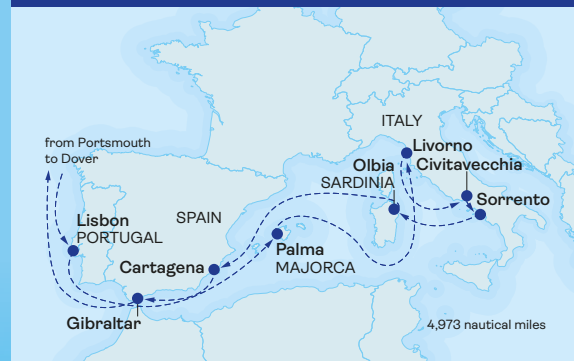 ITALY
from Portsmouth
to Dover
Livorno
Olbia
Civitavecchia
SARDINIA
Sorrento
Lisbon
SPAIN
PORTUGAL
Palma
Cartagena
MAJORCA
Gibraltar
4,973 nautical miles